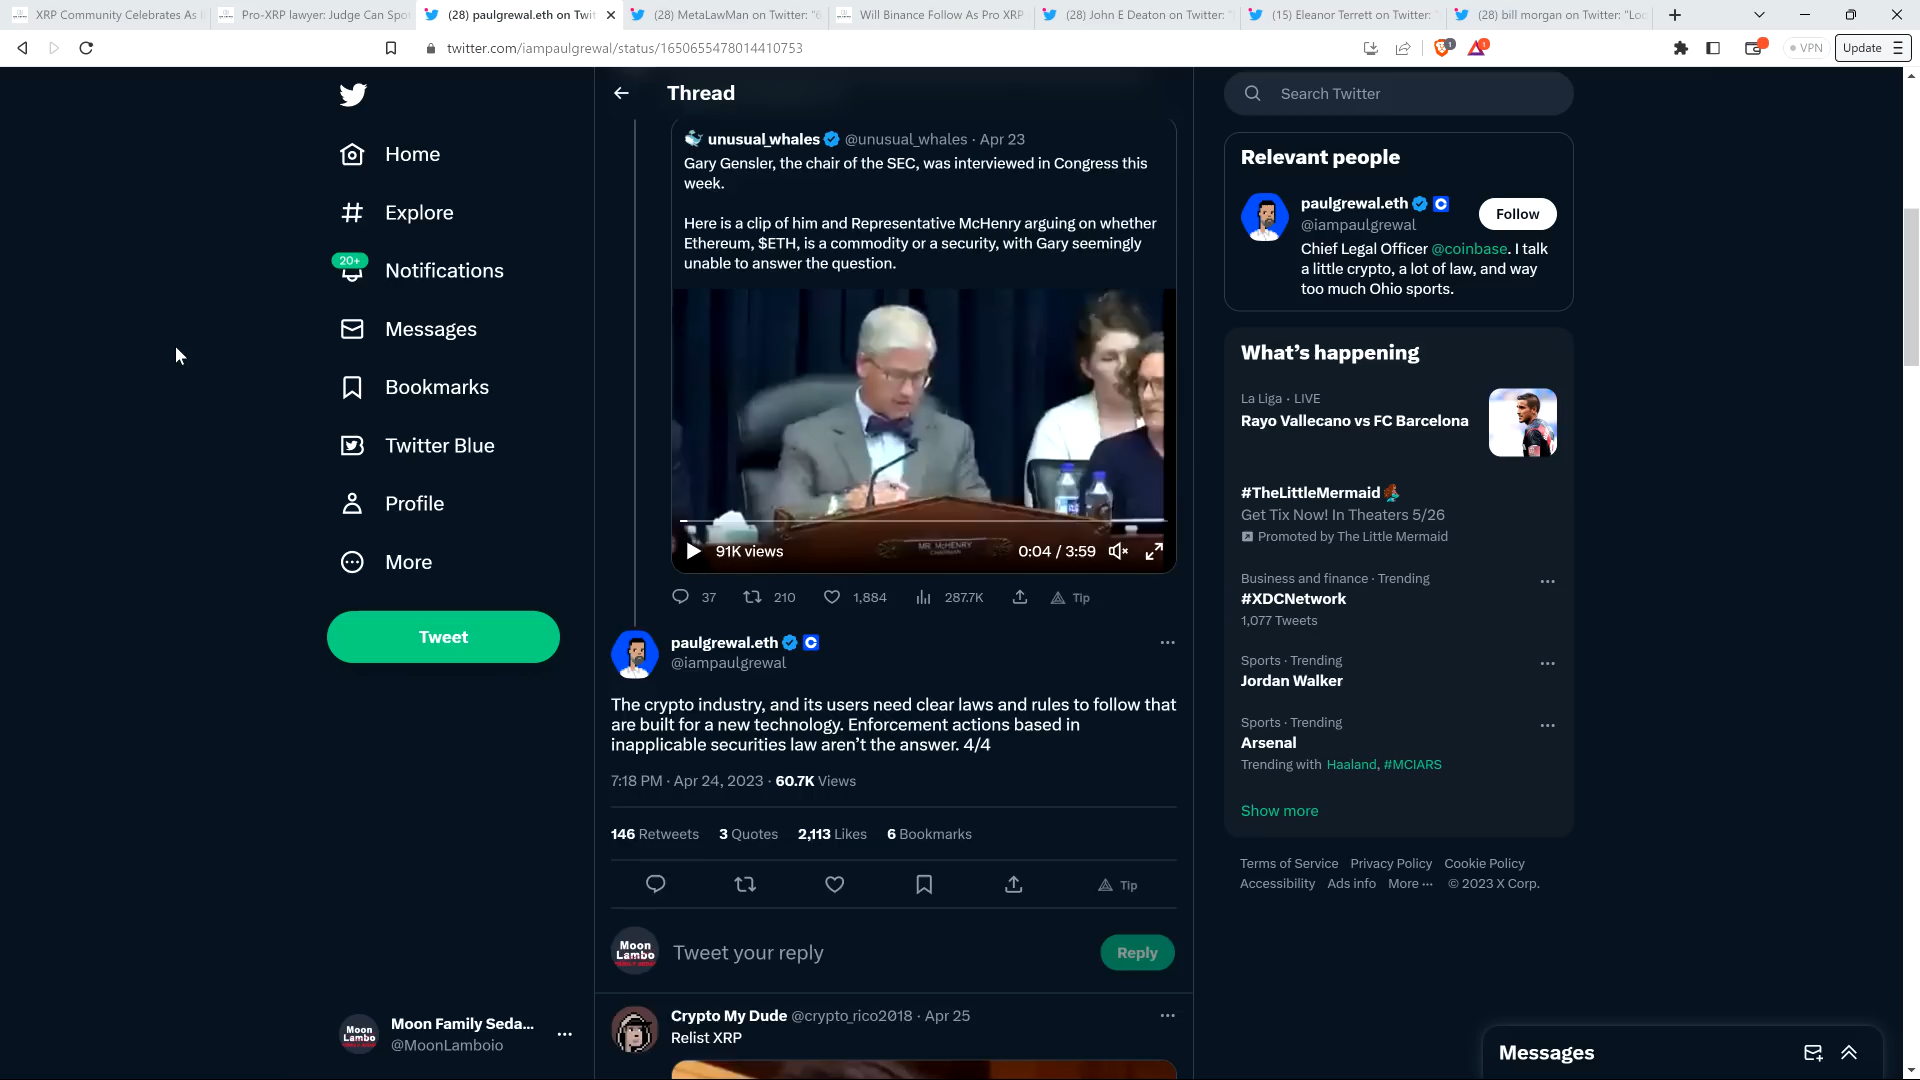 XRP Community Celebrates As
Pro-XRP lawyer: Judge Can Spo
(28) paulgrewal.eth on Twi
(28) MetaLawMan on Twitter: "
Will Binance Follow As Pro XRP
(28) John E Deaton on Twitter: "
(15) Eleanor Terrett on Twitter: "
(28) bill morgan on Twitter: "Loo
twitter.com/iampaulgrewal/status/1650655478014410753
1
1
VPN
Update
Home
Explore
20+
Notifications
Messages
Bookmarks
Twitter Blue
Profile
More
Tweet
Moon Lambo
Moon Family Seda...
@MoonLamboio
Thread
unusual_whales @unusual_whales · Apr 23
Gary Gensler, the chair of the SEC, was interviewed in Congress this
week.
Here is a clip of him and Representative McHenry arguing on whether
Ethereum, $ETH, is a commodity or a security, with Gary seemingly
unable to answer the question.
MR. McHENRY
CHAIRMAN
91K views
0:04 / 3:59
37 210 1,884 287.7K Tip
paulgrewal.eth
@iampaulgrewal
The crypto industry, and its users need clear laws and rules to follow that
are built for a new technology. Enforcement actions based in
inapplicable securities law aren’t the answer. 4/4
7:18 PM · Apr 24, 2023 · 60.7K Views
146 Retweets 3 Quotes 2,113 Likes 6 Bookmarks
Tip
Moon
Lambo
Tweet your reply
Reply
Crypto My Dude @crypto_rico2018 · Apr 25
Relist XRP
Search Twitter
Relevant people
paulgrewal.eth
@iampaulgrewal
Follow
Chief Legal Officer @coinbase. I talk
a little crypto, a lot of law, and way
too much Ohio sports.
What’s happening
La Liga · LIVE
Rayo Vallecano vs FC Barcelona
#TheLittleMermaid
Get Tix Now! In Theaters 5/26
Promoted by The Little Mermaid
Business and finance · Trending
#XDCNetwork
1,077 Tweets
Sports · Trending
Jordan Walker
Sports · Trending
Arsenal
Trending with Haaland, #MCIARS
Show more
Terms of Service Privacy Policy Cookie Policy
Accessibility Ads info More ··· © 2023 X Corp.
Messages